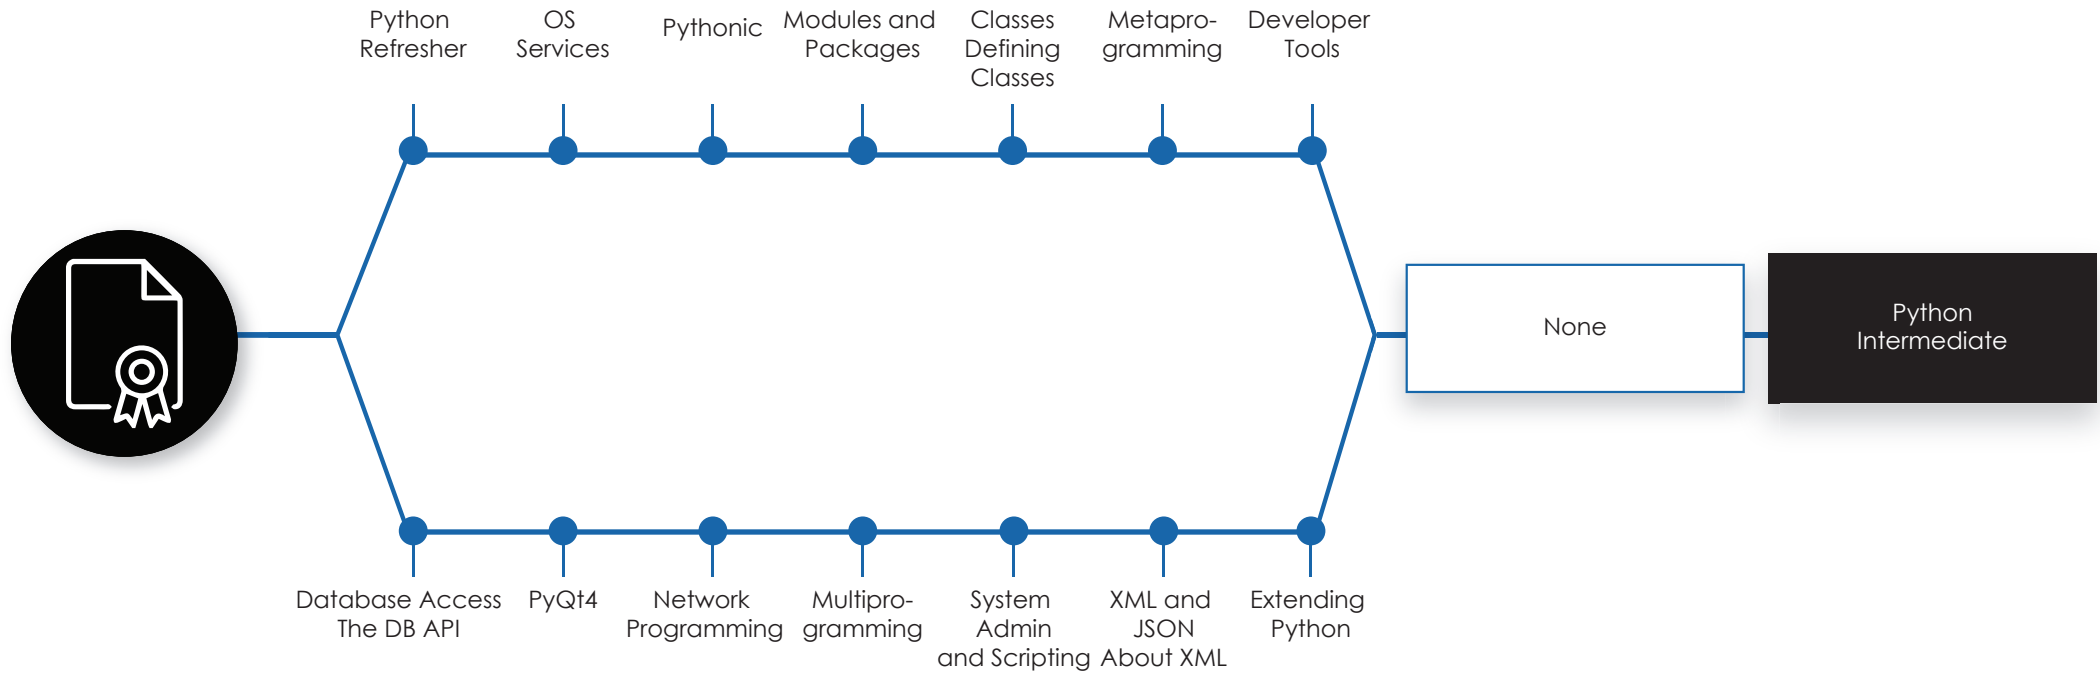 Python
Refresher
OS
Services
Pythonic
Modules and
Packages
Classes
Defining
Classes
Metapro-
gramming
Developer
Tools
None
Python
Intermediate
Database Access
The DB API
PyQt4
Network
Programming
Multipro-
gramming
System
Admin
and Scripting
XML and
JSON
About XML
Extending
Python